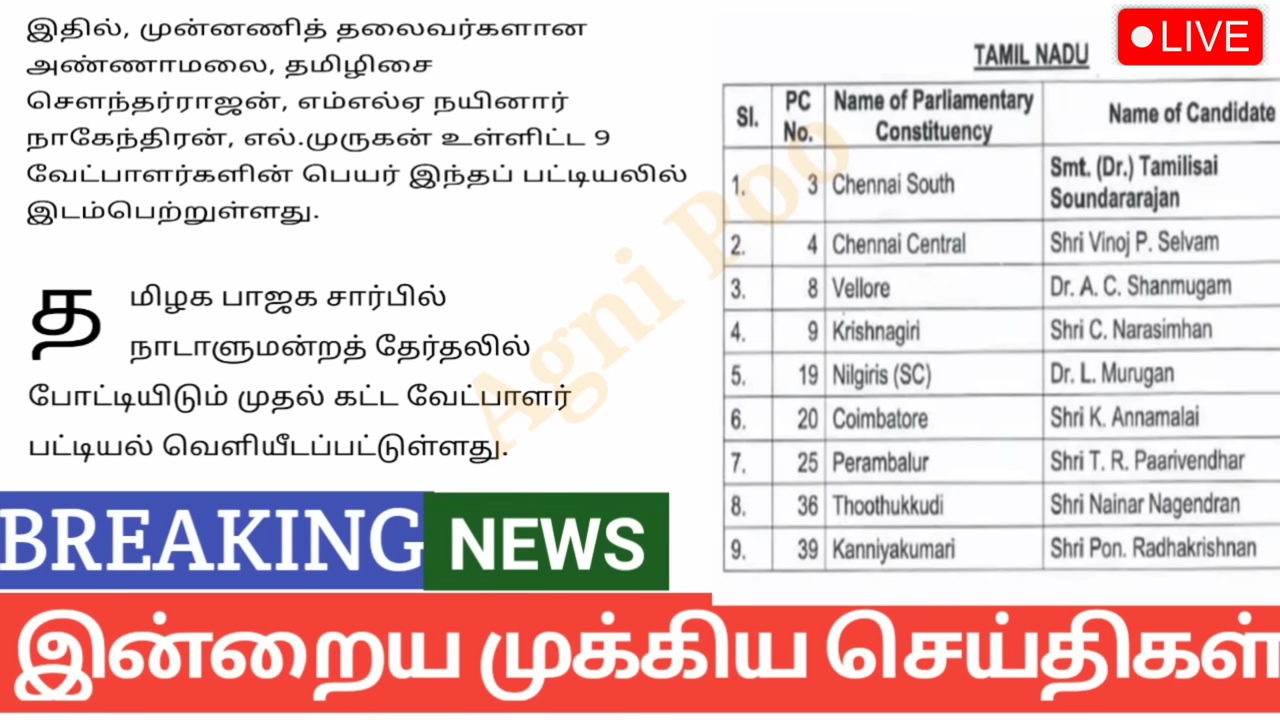 இதில், முன்னணித் தலைவர்களான
அண்ணாமலை, தமிழிசை
சௌந்தர்ராஜன், எம்எல்ஏ நயினார்
நாகேந்திரன், எல்.முருகன் உள்ளிட்ட 9
வேட்பாளர்களின் பெயர் இந்தப் பட்டியலில்
இடம்பெற்றுள்ளது.
தமிழக பாஜக சார்பில்
நாடாளுமன்றத் தேர்தலில்
போட்டியிடும் முதல் கட்ட வேட்பாளர்
பட்டியல் வெளியீடப்பட்டுள்ளது.
LIVE
TAMIL NADU
Sl. PC No. Name of Parliamentary Constituency Name of Candidate
1. 3 Chennai South Smt. (Dr.) Tamilisai Soundararajan
2. 4 Chennai Central Shri Vinoj P. Selvam
3. 8 Vellore Dr. A. C. Shanmugam
4. 9 Krishnagiri Shri C. Narasimhan
5. 19 Nilgiris (SC) Dr. L. Murugan
6. 20 Coimbatore Shri K. Annamalai
7. 25 Perambalur Shri T. R. Paarivendhar
8. 36 Thoothukkudi Shri Nainar Nagendran
9. 39 Kanniyakumari Shri Pon. Radhakrishnan
Agni Poo
BREAKING NEWS
இன்றைய முக்கிய செய்திகள்